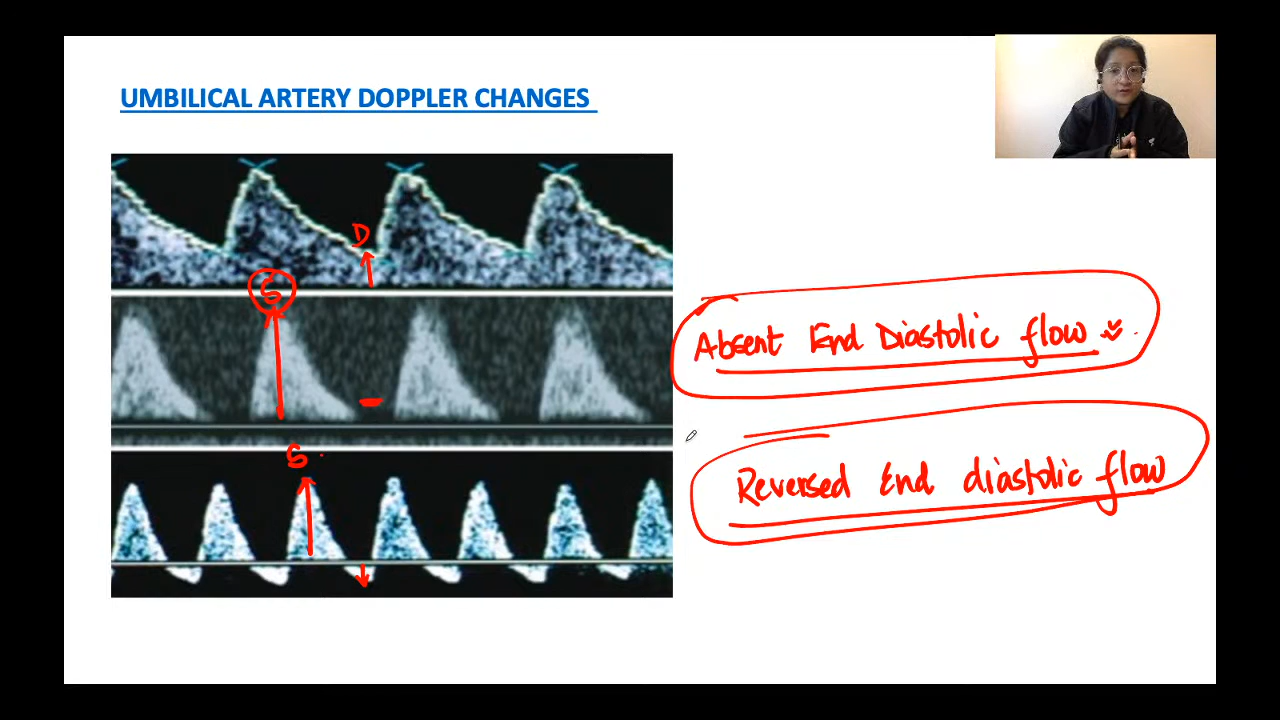 UMBILICAL ARTERY DOPPLER CHANGES
D
S
Absent End Diastolic flow
S
Reversed End diastolic flow